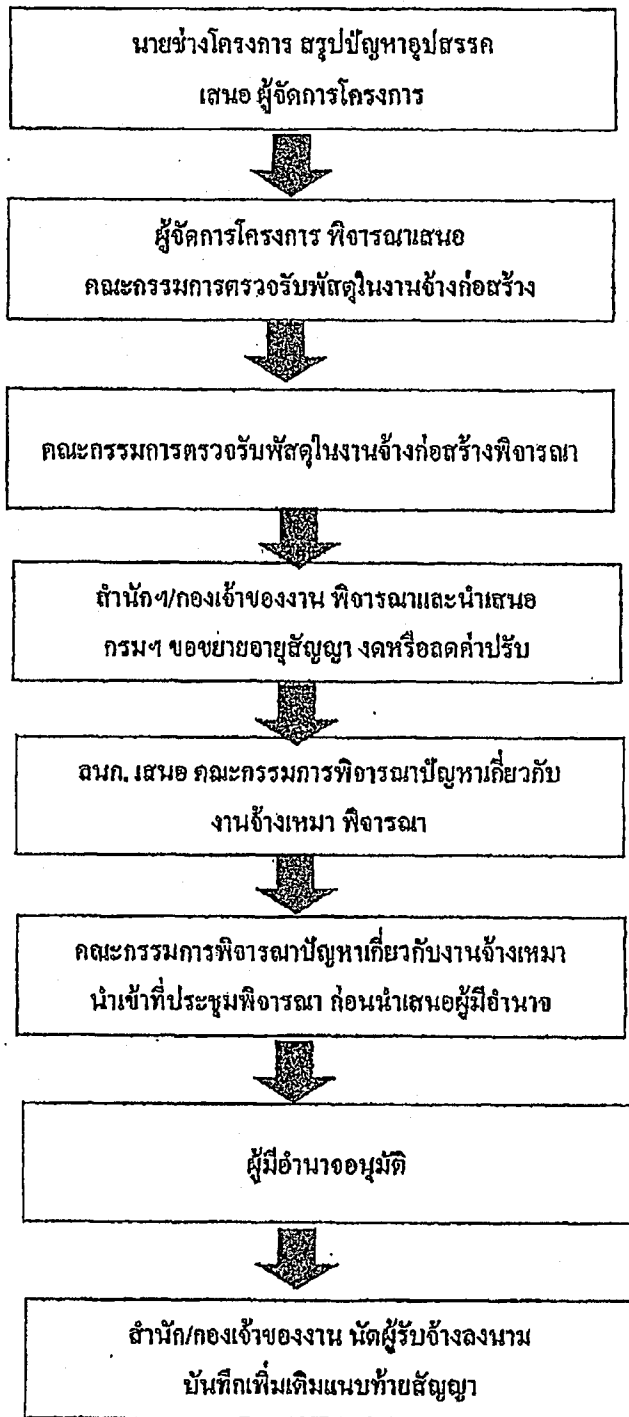 นายช่างโครงการ สรุปปัญหาอุปสรรค
เสนอ ผู้จัดการโครงการ
ผู้จัดการโครงการ พิจารณาเสนอ
คณะกรรมการตรวจรับพัสดุในงานจ้างก่อสร้าง
คณะกรรมการตรวจรับพัสดุในงานจ้างก่อสร้างพิจารณา
สำนักฯ/กองเจ้าของงาน พิจารณาและนำเสนอ
กรมฯ ขอขยายอายุสัญญา งดหรือลดค่าปรับ
ลนก. เสนอ คณะกรรมการพิจารณาปัญหาเกี่ยวกับ
งานจ้างเหมา พิจารณา
คณะกรรมการพิจารณาปัญหาเกี่ยวกับงานจ้างเหมา
นำเข้าที่ประชุมพิจารณา ก่อนนำเสนอผู้มีอำนาจ
ผู้มีอำนาจอนุมัติ
สำนัก/กองเจ้าของงาน นัดผู้รับจ้างลงนาม
บันทึกเพิ่มเติมแนบท้ายสัญญา